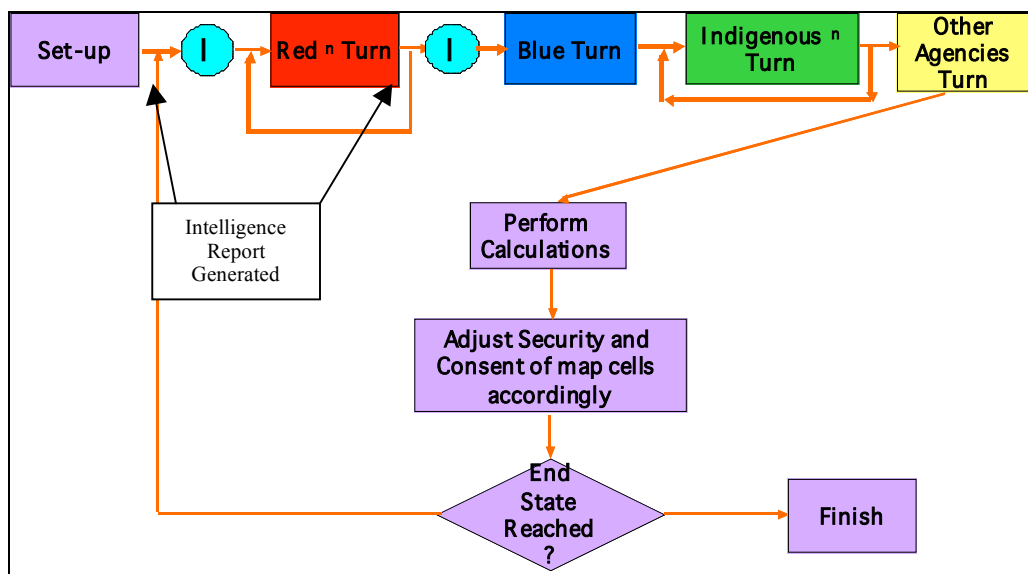 Set-up
I
Red ⁿ Turn
I
Blue Turn
Indigenous ⁿ
Turn
Other
Agencies
Turn
Intelligence
Report
Generated
Perform
Calculations
Adjust Security and
Consent of map cells
accordingly
End
State
Reached
?
Finish